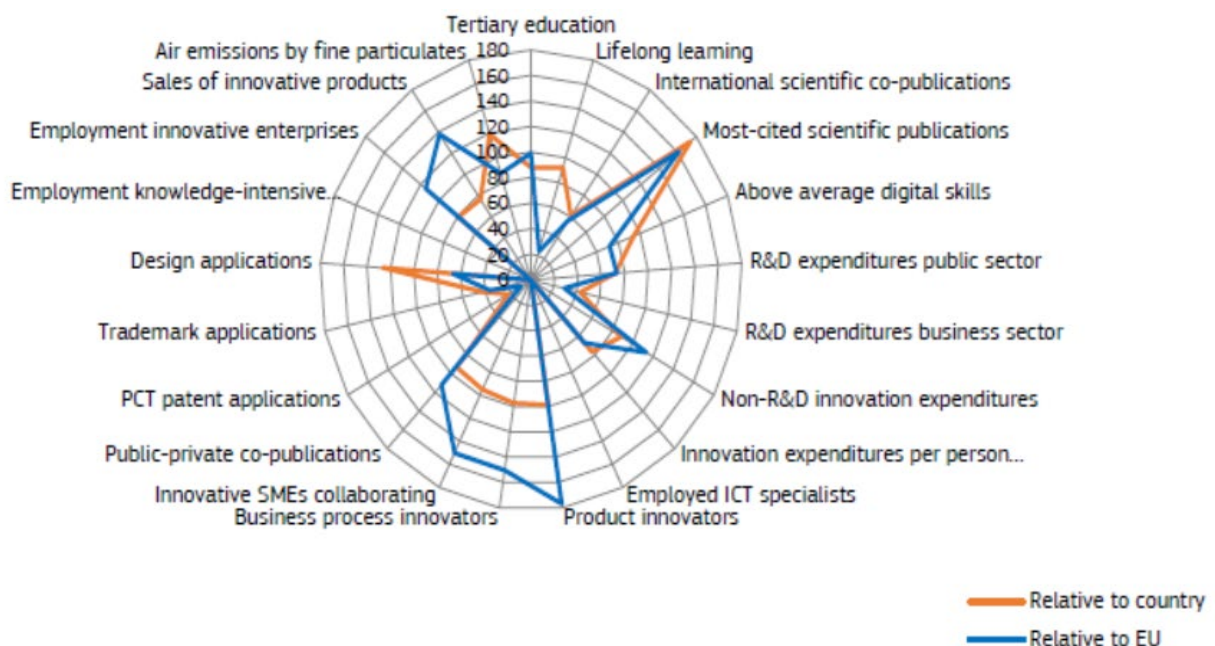 Tertiary education
Air emissions by fine particulates
180
Lifelong learning
Sales of innovative products
160
International scientific co-publications
140
Employment innovative enterprises
120
Most-cited scientific publications
100
80
Employment knowledge-intensive...
60
Above average digital skills
40
Design applications
20
R&D expenditures public sector
0
Trademark applications
R&D expenditures business sector
PCT patent applications
Non-R&D innovation expenditures
Public-private co-publications
Innovation expenditures per person...
Innovative SMEs collaborating
Employed ICT specialists
Business process innovators
Product innovators
Relative to country
Relative to EU